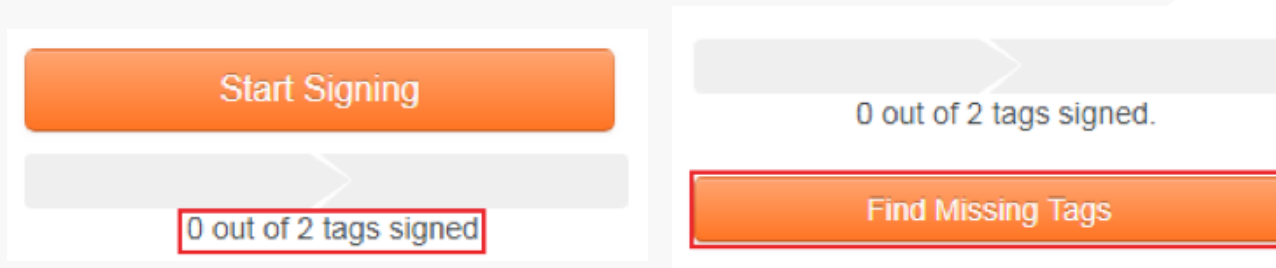 Start Signing
0 out of 2 tags signed
0 out of 2 tags signed.
Find Missing Tags